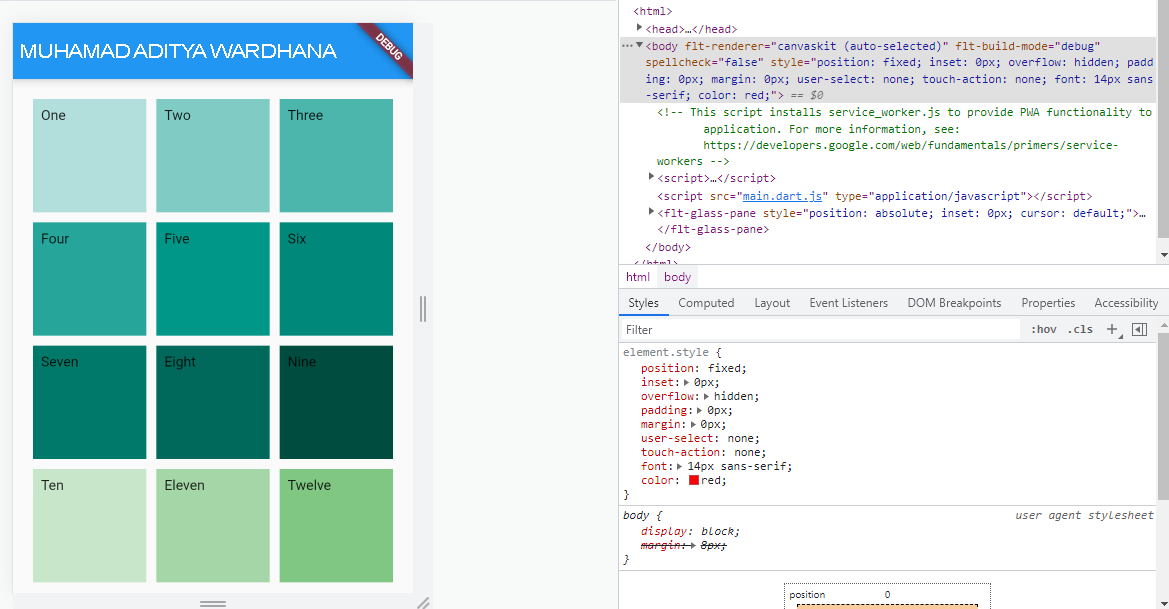 MUHAMAD ADITYA WARDHANA
DEBUG
One
Two
Three
Four
Five
Six
Seven
Eight
Nine
Ten
Eleven
Twelve
<html>
<head>…</head>
<body flt-renderer="canvaskit (auto-selected)" flt-build-mode="debug"
spellcheck="false" style="position: fixed; inset: 0px; overflow: hidden; padd
ing: 0px; margin: 0px; user-select: none; touch-action: none; font: 14px sans
-serif; color: red;"> == $0
<!-- This script installs service_worker.js to provide PWA functionality to
application. For more information, see:
https://developers.google.com/web/fundamentals/primers/service-
workers -->
<script>…</script>
<script src="main.dart.js" type="application/javascript"></script>
<flt-glass-pane style="position: absolute; inset: 0px; cursor: default;">…
</flt-glass-pane>
</body>
</html>
html body
Styles Computed Layout Event Listeners DOM Breakpoints Properties Accessibility
Filter :hov .cls
element.style {
position: fixed;
inset: 0px;
overflow: hidden;
padding: 0px;
margin: 0px;
user-select: none;
touch-action: none;
font: 14px sans-serif;
color: red;
}
body { user agent stylesheet
display: block;
margin: 8px;
}
position 0